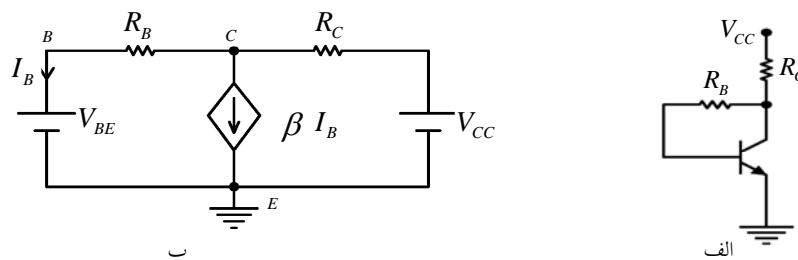 B
R_B
C
R_C
I_B
V_BE
β I_B
V_CC
E
ب
V_CC
R_C
R_B
الف